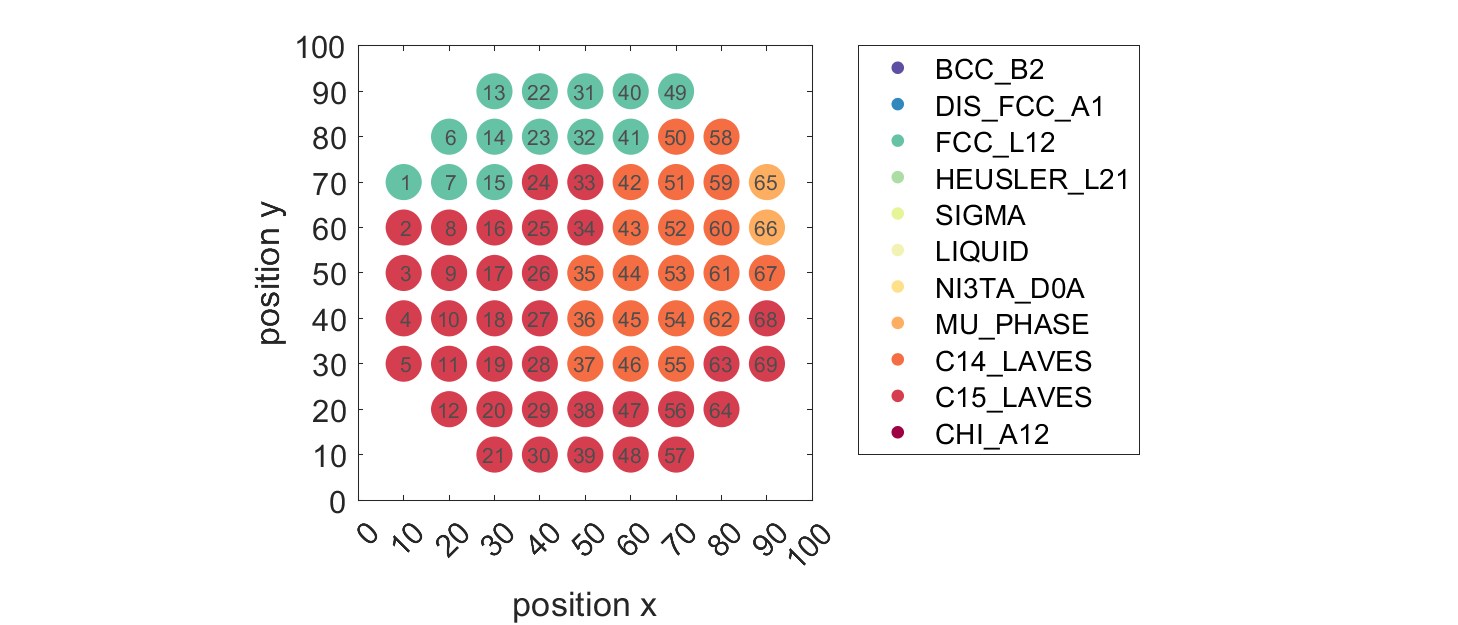 100
90
80
70
60
50
40
30
20
10
0
position y
13 22 31 40 49
6 14 23 32 41 50 58
1 7 15 24 33 42 51 59 65
2 8 16 25 34 43 52 60 66
3 9 17 26 35 44 53 61 67
4 10 18 27 36 45 54 62 68
5 11 19 28 37 46 55 63 69
12 20 29 38 47 56 64
21 30 39 48 57
0 10 20 30 40 50 60 70 80 90 100
position x
BCC_B2
DIS_FCC_A1
FCC_L12
HEUSLER_L21
SIGMA
LIQUID
NI3TA_D0A
MU_PHASE
C14_LAVES
C15_LAVES
CHI_A12